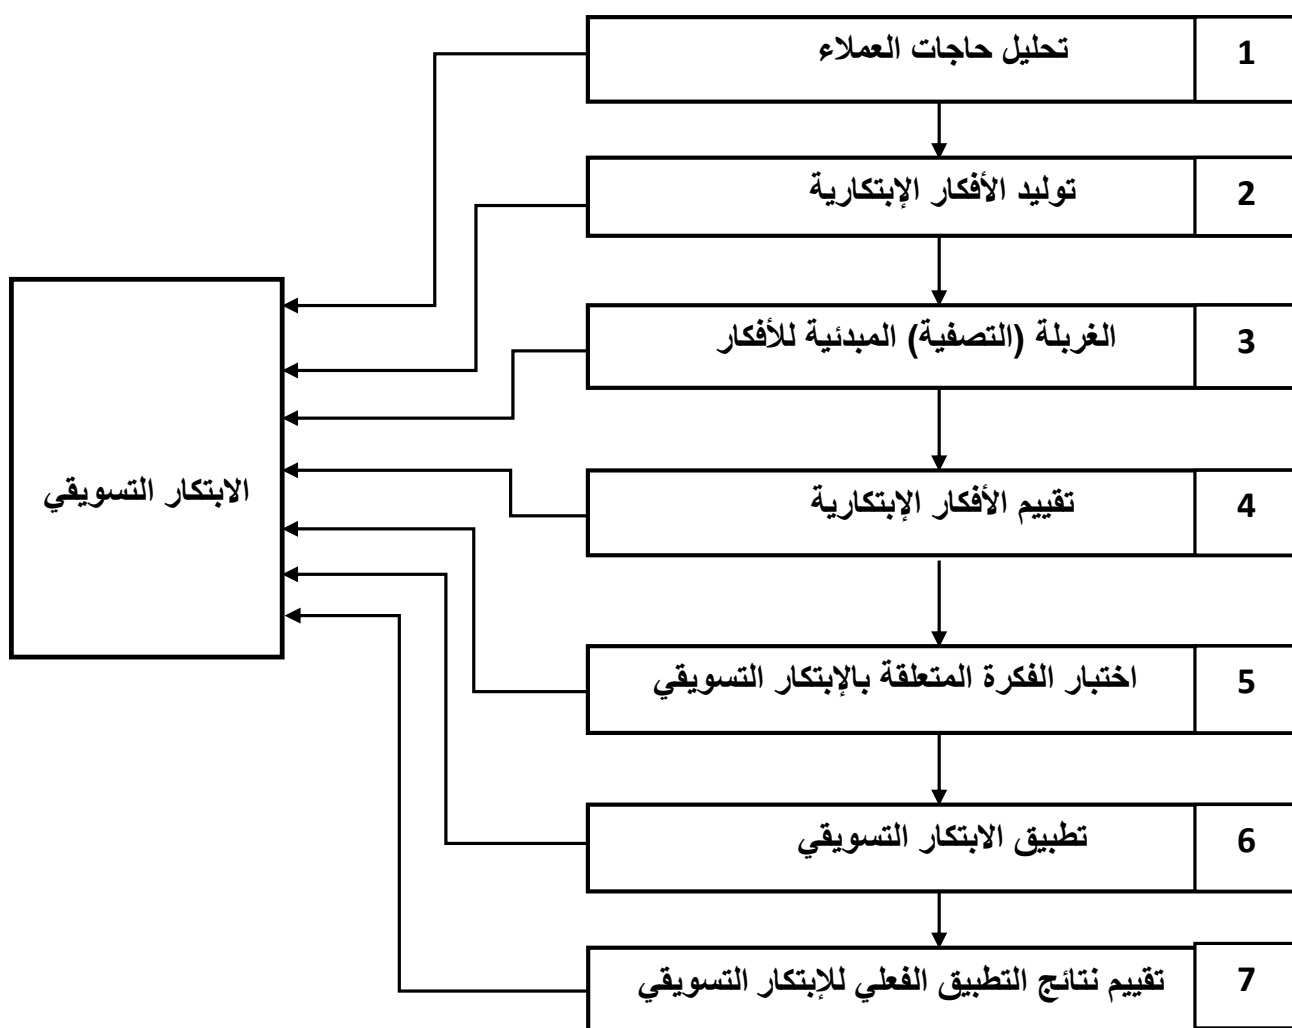 1 تحليل حاجات العملاء
2 توليد الأفكار الإبتكارية
3 الغربلة (التصفية) المبدئية للأفكار
4 تقييم الأفكار الإبتكارية
5 اختبار الفكرة المتعلقة بالإبتكار التسويقي
6 تطبيق الابتكار التسويقي
7 تقييم نتائج التطبيق الفعلي للإبتكار التسويقي
الابتكار التسويقي